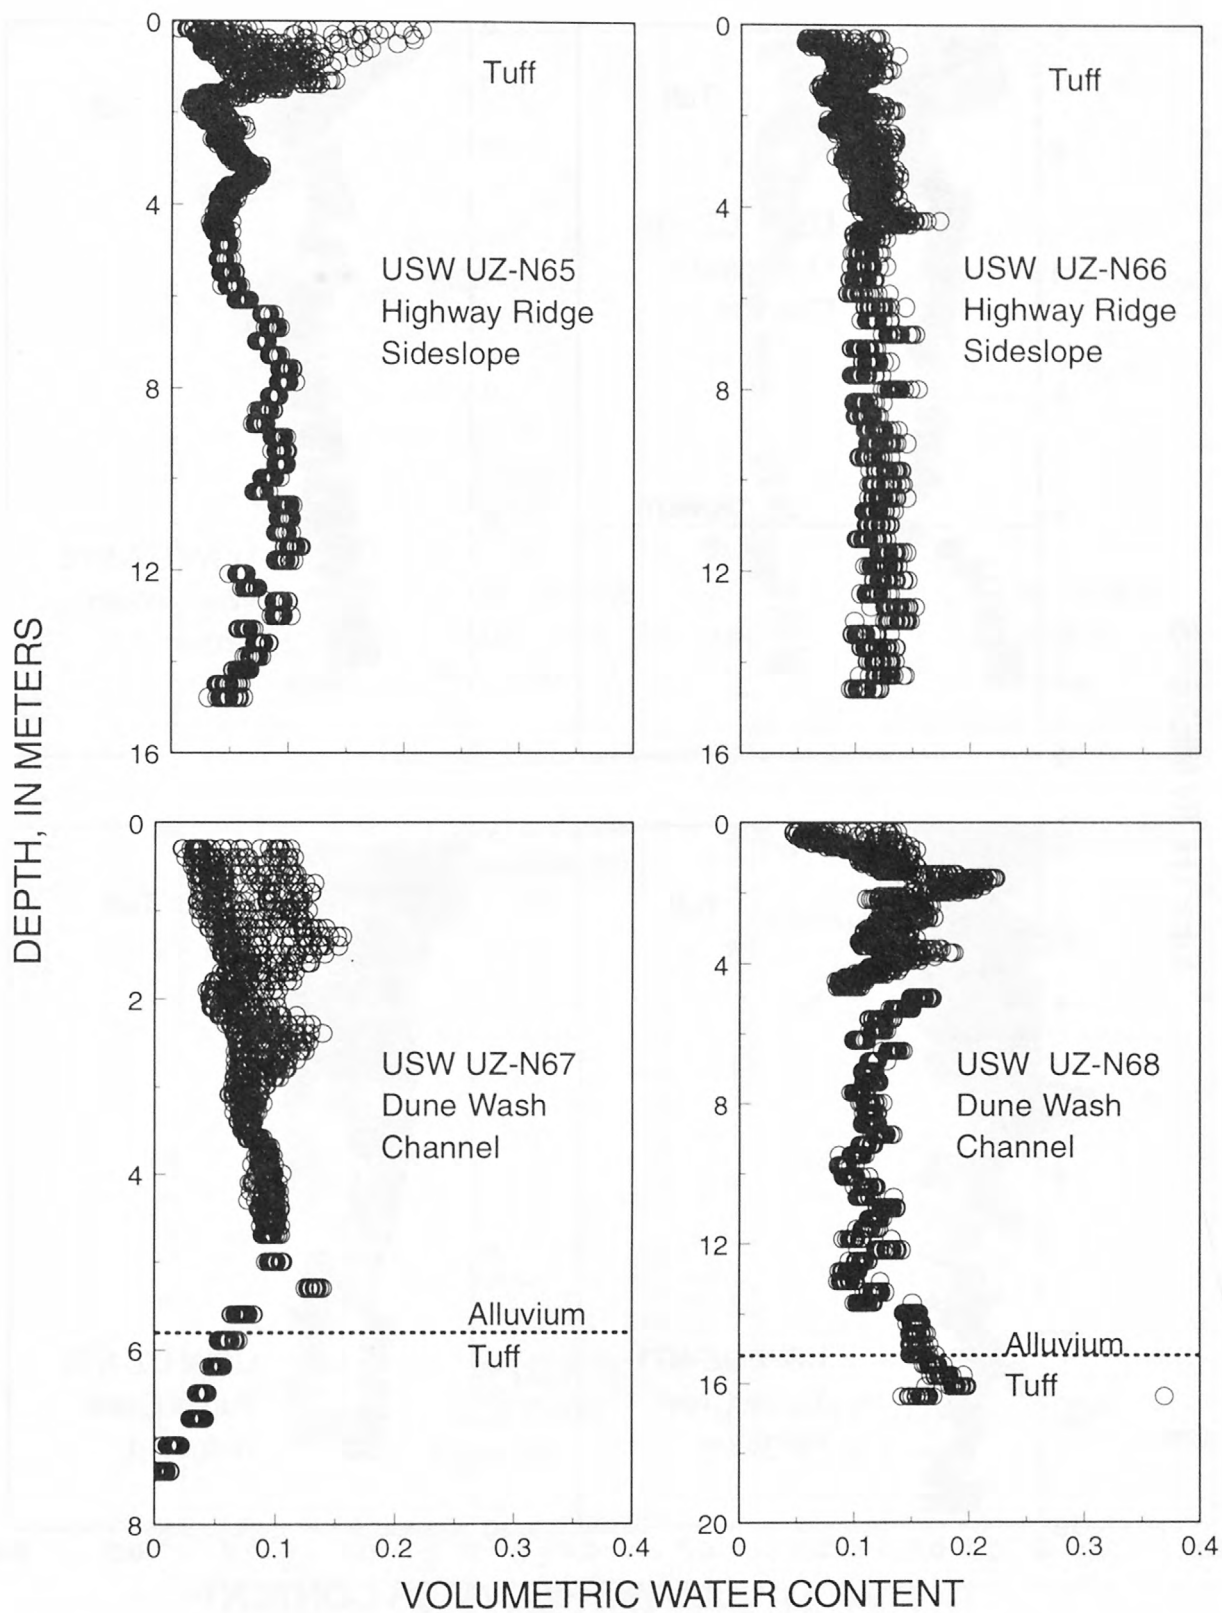 DEPTH, IN METERS
0
4
8
12
16
Tuff
USW UZ-N65
Highway Ridge
Sideslope
0
4
8
12
16
Tuff
USW UZ-N66
Highway Ridge
Sideslope
0
2
4
6
8
USW UZ-N67
Dune Wash
Channel
Alluvium
Tuff
0 0.1 0.2 0.3 0.4
0
4
8
12
16
20
USW UZ-N68
Dune Wash
Channel
Alluvium
Tuff
0 0.1 0.2 0.3 0.4
VOLUMETRIC WATER CONTENT